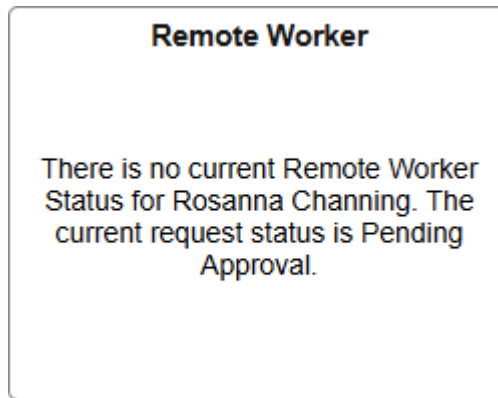 Remote Worker
There is no current Remote Worker
Status for Rosanna Channing. The
current request status is Pending
Approval.